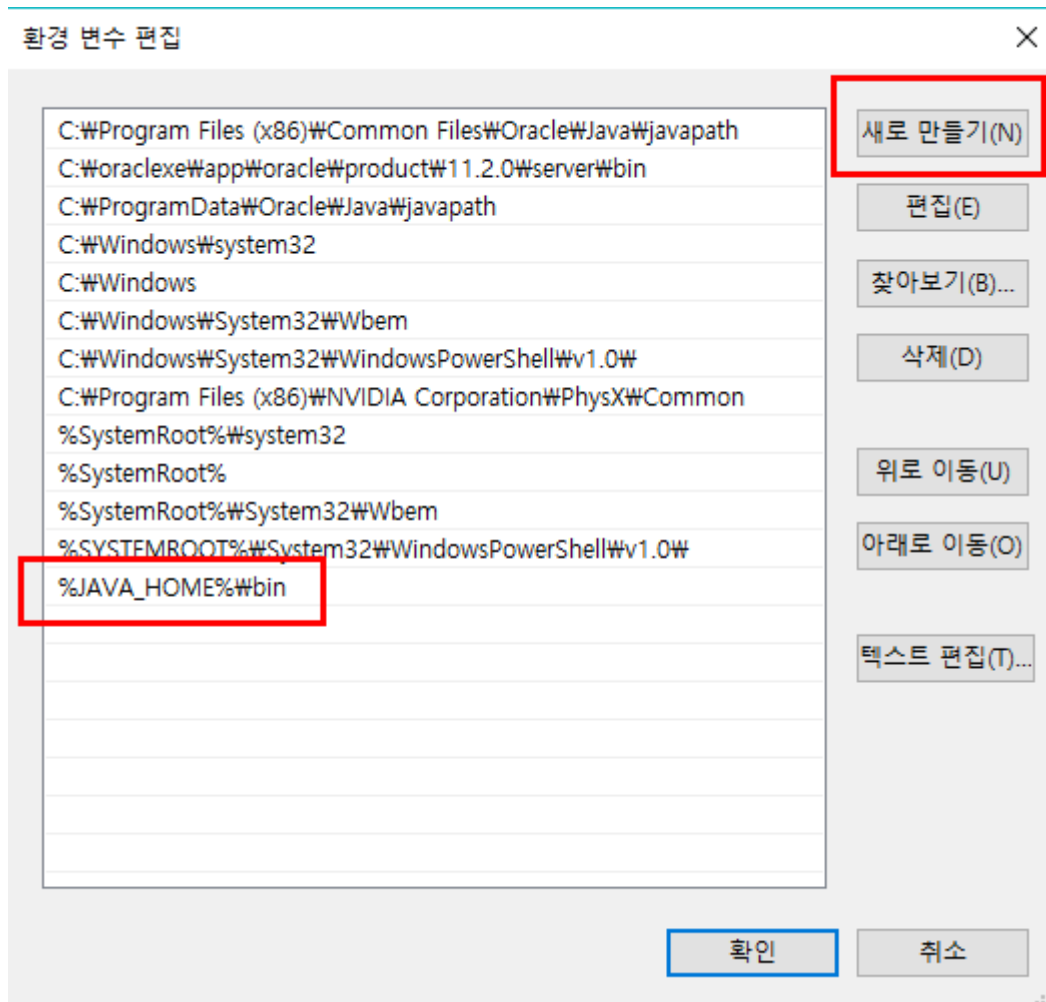 환경 변수 편집
C:₩Program Files (x86)₩Common Files₩Oracle₩Java₩javapath
C:₩oraclexe₩app₩oracle₩product₩11.2.0₩server₩bin
C:₩ProgramData₩Oracle₩Java₩javapath
C:₩Windows₩system32
C:₩Windows
C:₩Windows₩System32₩Wbem
C:₩Windows₩System32₩WindowsPowerShell₩v1.0₩
C:₩Program Files (x86)₩NVIDIA Corporation₩PhysX₩Common
%SystemRoot%₩system32
%SystemRoot%
%SystemRoot%₩System32₩Wbem
%SYSTEMROOT%₩System32₩WindowsPowerShell₩v1.0₩
%JAVA_HOME%₩bin
새로 만들기(N)
편집(E)
찾아보기(B)...
삭제(D)
위로 이동(U)
아래로 이동(O)
텍스트 편집(T)...
확인
취소